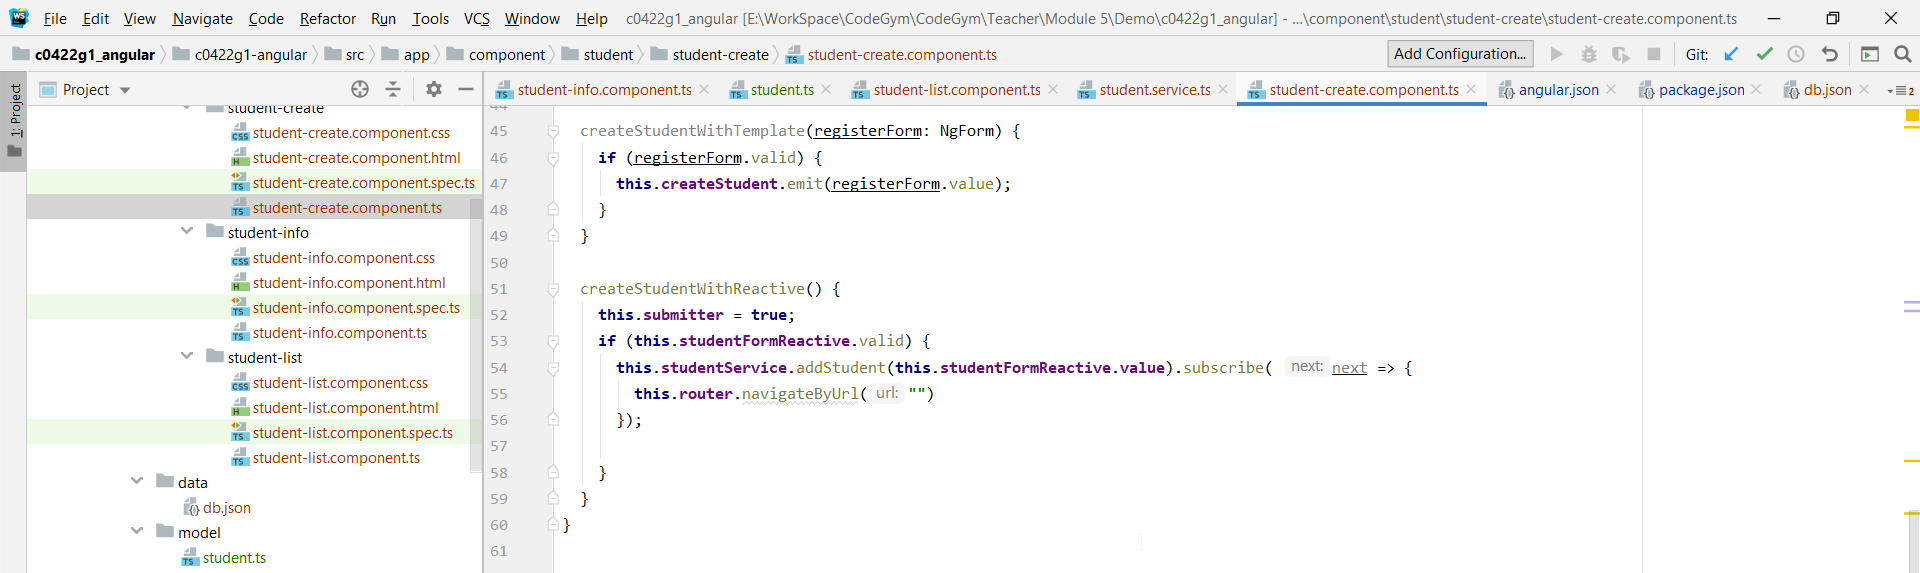 File Edit View Navigate Code Refactor Run Tools VCS Window Help c0422g1_angular [E:\WorkSpace\CodeGym\CodeGym\Teacher\Module 5\Demo\c0422g1_angular] - ...\component\student\student-create\student-create.component.ts
c0422g1_angular c0422g1-angular src app component student student-create student-create.component.ts Add Configuration... Git:
1: Project
Project
student-info.component.ts student.ts student-list.component.ts student.service.ts student-create.component.ts angular.json package.json db.json 2
student-create
student-create.component.css
student-create.component.html
student-create.component.spec.ts
student-create.component.ts
student-info
student-info.component.css
student-info.component.html
student-info.component.spec.ts
student-info.component.ts
student-list
student-list.component.css
student-list.component.html
student-list.component.spec.ts
student-list.component.ts
data
db.json
model
student.ts
44
45 createStudentWithTemplate(registerForm: NgForm) {
46 if (registerForm.valid) {
47 this.createStudent.emit(registerForm.value);
48 }
49 }
50
51 createStudentWithReactive() {
52 this.submitter = true;
53 if (this.studentFormReactive.valid) {
54 this.studentService.addStudent(this.studentFormReactive.value).subscribe( next: next => {
55 this.router.navigateByUrl( url: "")
56 });
57
58 }
59 }
60 }
61